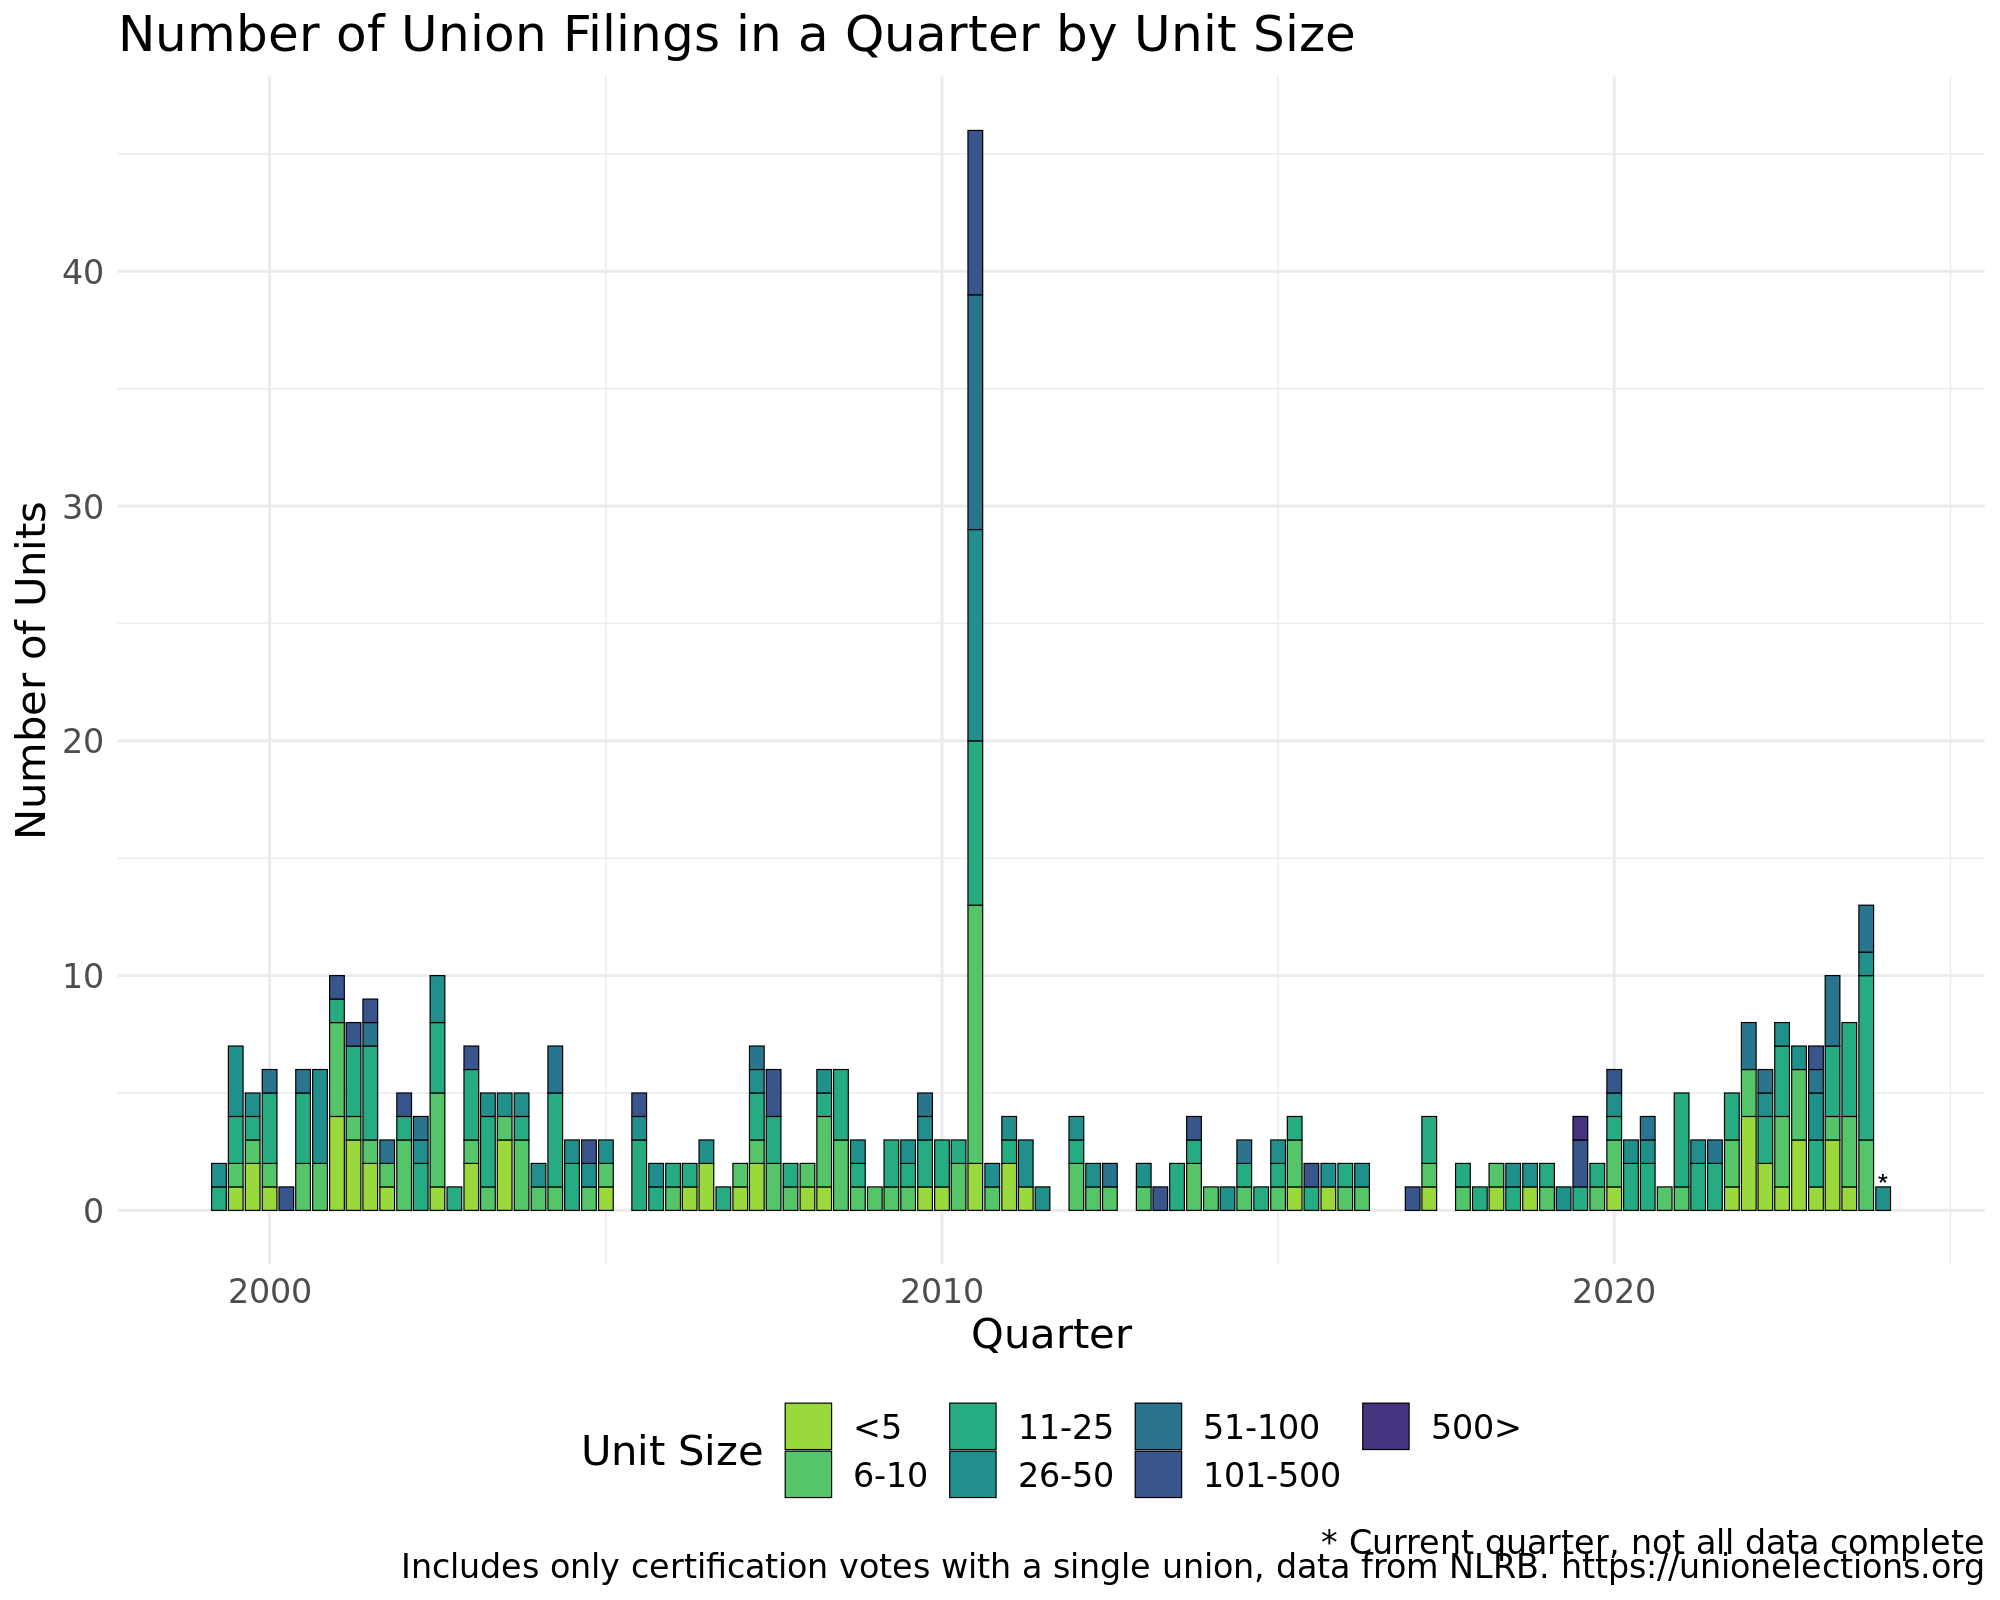 Number of Union Filings in a Quarter by Unit Size
Number of Units
40
30
20
10
0
*
2000 2010 2020
Quarter
Unit Size
<5 11-25 51-100 500>
6-10 26-50 101-500
* Current quarter, not all data complete
Includes only certification votes with a single union, data from NLRB. https://unionelections.org